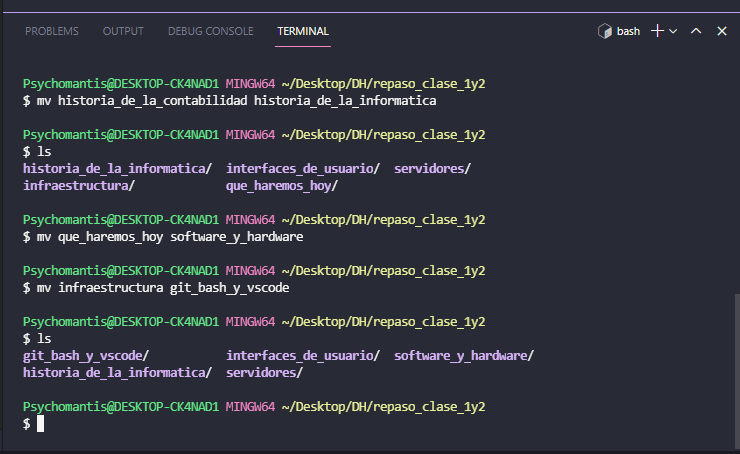 PROBLEMS OUTPUT DEBUG CONSOLE TERMINAL bash
Psychomantis@DESKTOP-CK4NAD1 MINGW64 ~/Desktop/DH/repaso_clase_1y2
$ mv historia_de_la_contabilidad historia_de_la_informatica
Psychomantis@DESKTOP-CK4NAD1 MINGW64 ~/Desktop/DH/repaso_clase_1y2
$ ls
historia_de_la_informatica/ interfaces_de_usuario/ servidores/
infraestructura/ que_haremos_hoy/
Psychomantis@DESKTOP-CK4NAD1 MINGW64 ~/Desktop/DH/repaso_clase_1y2
$ mv que_haremos_hoy software_y_hardware
Psychomantis@DESKTOP-CK4NAD1 MINGW64 ~/Desktop/DH/repaso_clase_1y2
$ mv infraestructura git_bash_y_vscode
Psychomantis@DESKTOP-CK4NAD1 MINGW64 ~/Desktop/DH/repaso_clase_1y2
$ ls
git_bash_y_vscode/ interfaces_de_usuario/ software_y_hardware/
historia_de_la_informatica/ servidores/
Psychomantis@DESKTOP-CK4NAD1 MINGW64 ~/Desktop/DH/repaso_clase_1y2
$